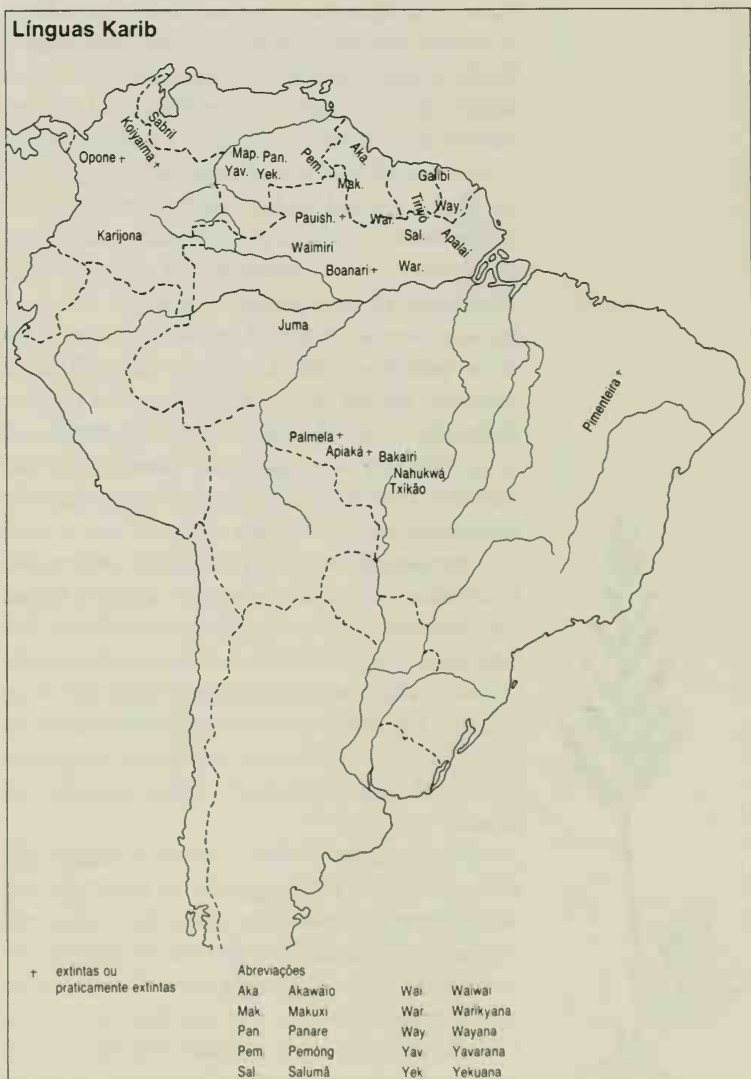 Línguas Karib
Sabril
Koiyaima +
Opone +
Map. Pan.
Yav. Yek.
Pem.
Aka.
Mak.
Galibi
Way.
Tiriyó
Pauish. +
War.
Sal.
Apalai
Karijona
Waimiri
Boanari +
War.
Juma
Pimenteira +
Palmela +
Apiaká + Bakairi
Nahukwá
Txikão
+ extintas ou
praticamente extintas
Abreviações
Aka. Akawáio Wai. Waiwai
Mak. Makuxi War. Warikyana
Pan. Panare Way. Wayana
Pem. Pemóng Yav. Yavarana
Sal. Salumã Yek. Yekuana